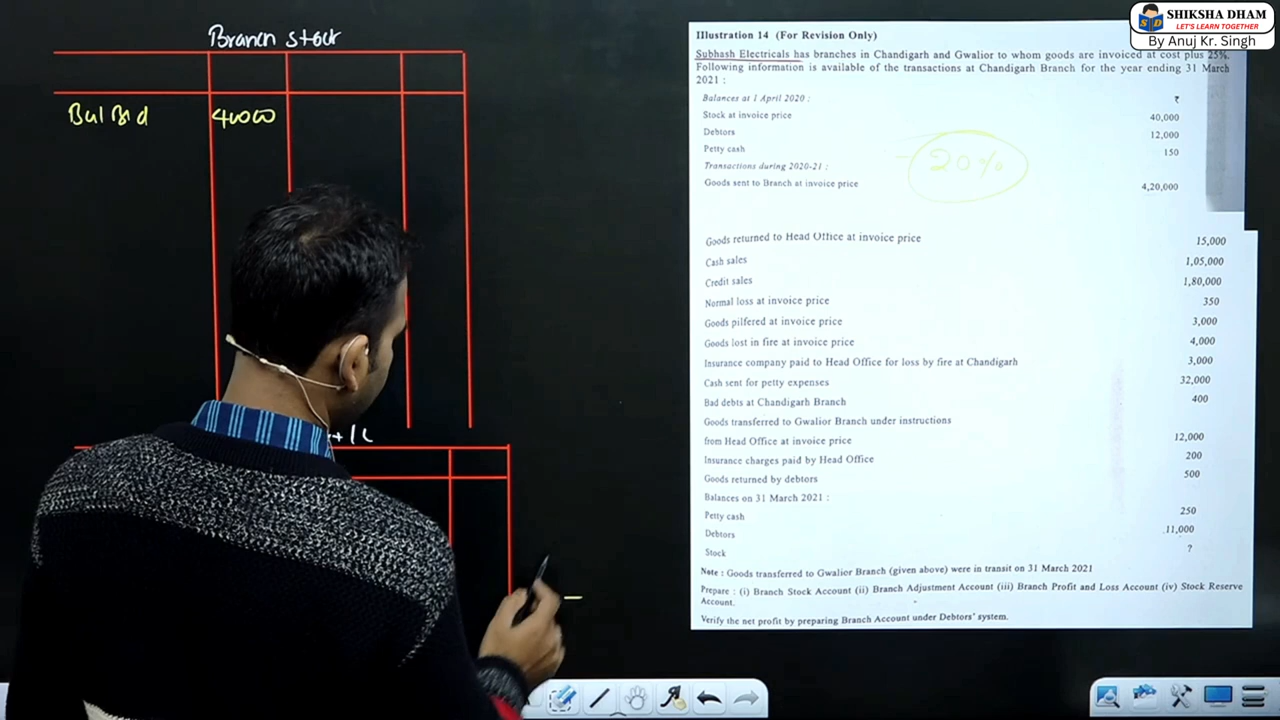 SHIKSHA DHAM
LET'S LEARN TOGETHER
By Anuj Kr. Singh
Branch Stock
Bal B/d 40000
20%
Illustration 14 (For Revision Only)
Subhash Electricals has branches in Chandigarh and Gwalior to whom goods are invoiced at cost plus 25%.
Following information is available of the transactions at Chandigarh Branch for the year ending 31 March
2021 :
Balances at 1 April 2020 : ₹
Stock at invoice price 40,000
Debtors 12,000
Petty cash 150
Transactions during 2020-21 :
Goods sent to Branch at invoice price 4,20,000
Goods returned to Head Office at invoice price 15,000
Cash sales 1,05,000
Credit sales 1,80,000
Normal loss at invoice price 350
Goods pilfered at invoice price 3,000
Goods lost in fire at invoice price 4,000
Insurance company paid to Head Office for loss by fire at Chandigarh 3,000
Cash sent for petty expenses 32,000
Bad debts at Chandigarh Branch 400
Goods transferred to Gwalior Branch under instructions
from Head Office at invoice price 12,000
Insurance charges paid by Head Office 200
Goods returned by debtors 500
Balances on 31 March 2021 :
Petty cash 250
Debtors 11,000
Stock ?
Note : Goods transferred to Gwalior Branch (given above) were in transit on 31 March 2021
Prepare : (i) Branch Stock Account (ii) Branch Adjustment Account (iii) Branch Profit and Loss Account (iv) Stock Reserve
Account.
Verify the net profit by preparing Branch Account under Debtors' system.